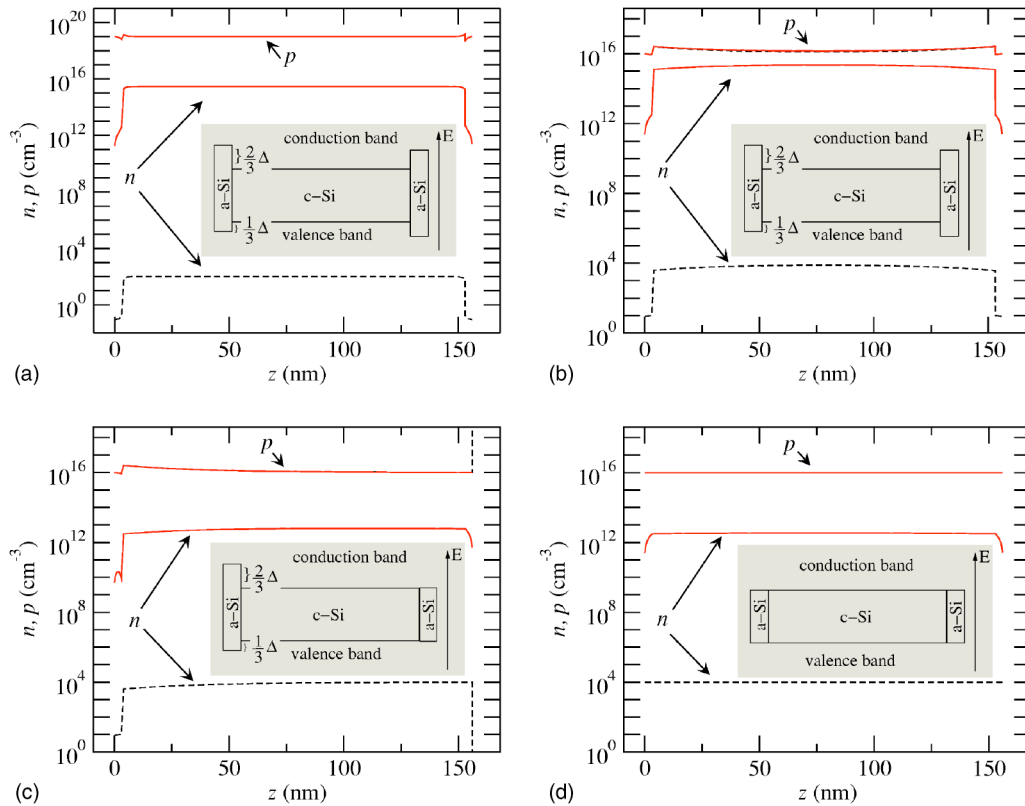 10^20
10^16
10^12
10^8
10^4
10^0
n, p (cm^-3)
p
n
conduction band
E
}2/3 Δ
a-Si
c-Si
a-Si
}1/3 Δ
valence band
0
50
100
150
z (nm)
(a)
10^16
10^12
10^8
10^4
10^0
n, p (cm^-3)
p
n
conduction band
E
}2/3 Δ
a-Si
c-Si
a-Si
}1/3 Δ
valence band
0
50
100
150
z (nm)
(b)
10^16
10^12
10^8
10^4
10^0
n, p (cm^-3)
p
n
conduction band
E
}2/3 Δ
a-Si
c-Si
a-Si
}1/3 Δ
valence band
0
50
100
150
z (nm)
(c)
10^16
10^12
10^8
10^4
10^0
n, p (cm^-3)
p
n
conduction band
E
a-Si
c-Si
a-Si
valence band
0
50
100
150
z (nm)
(d)